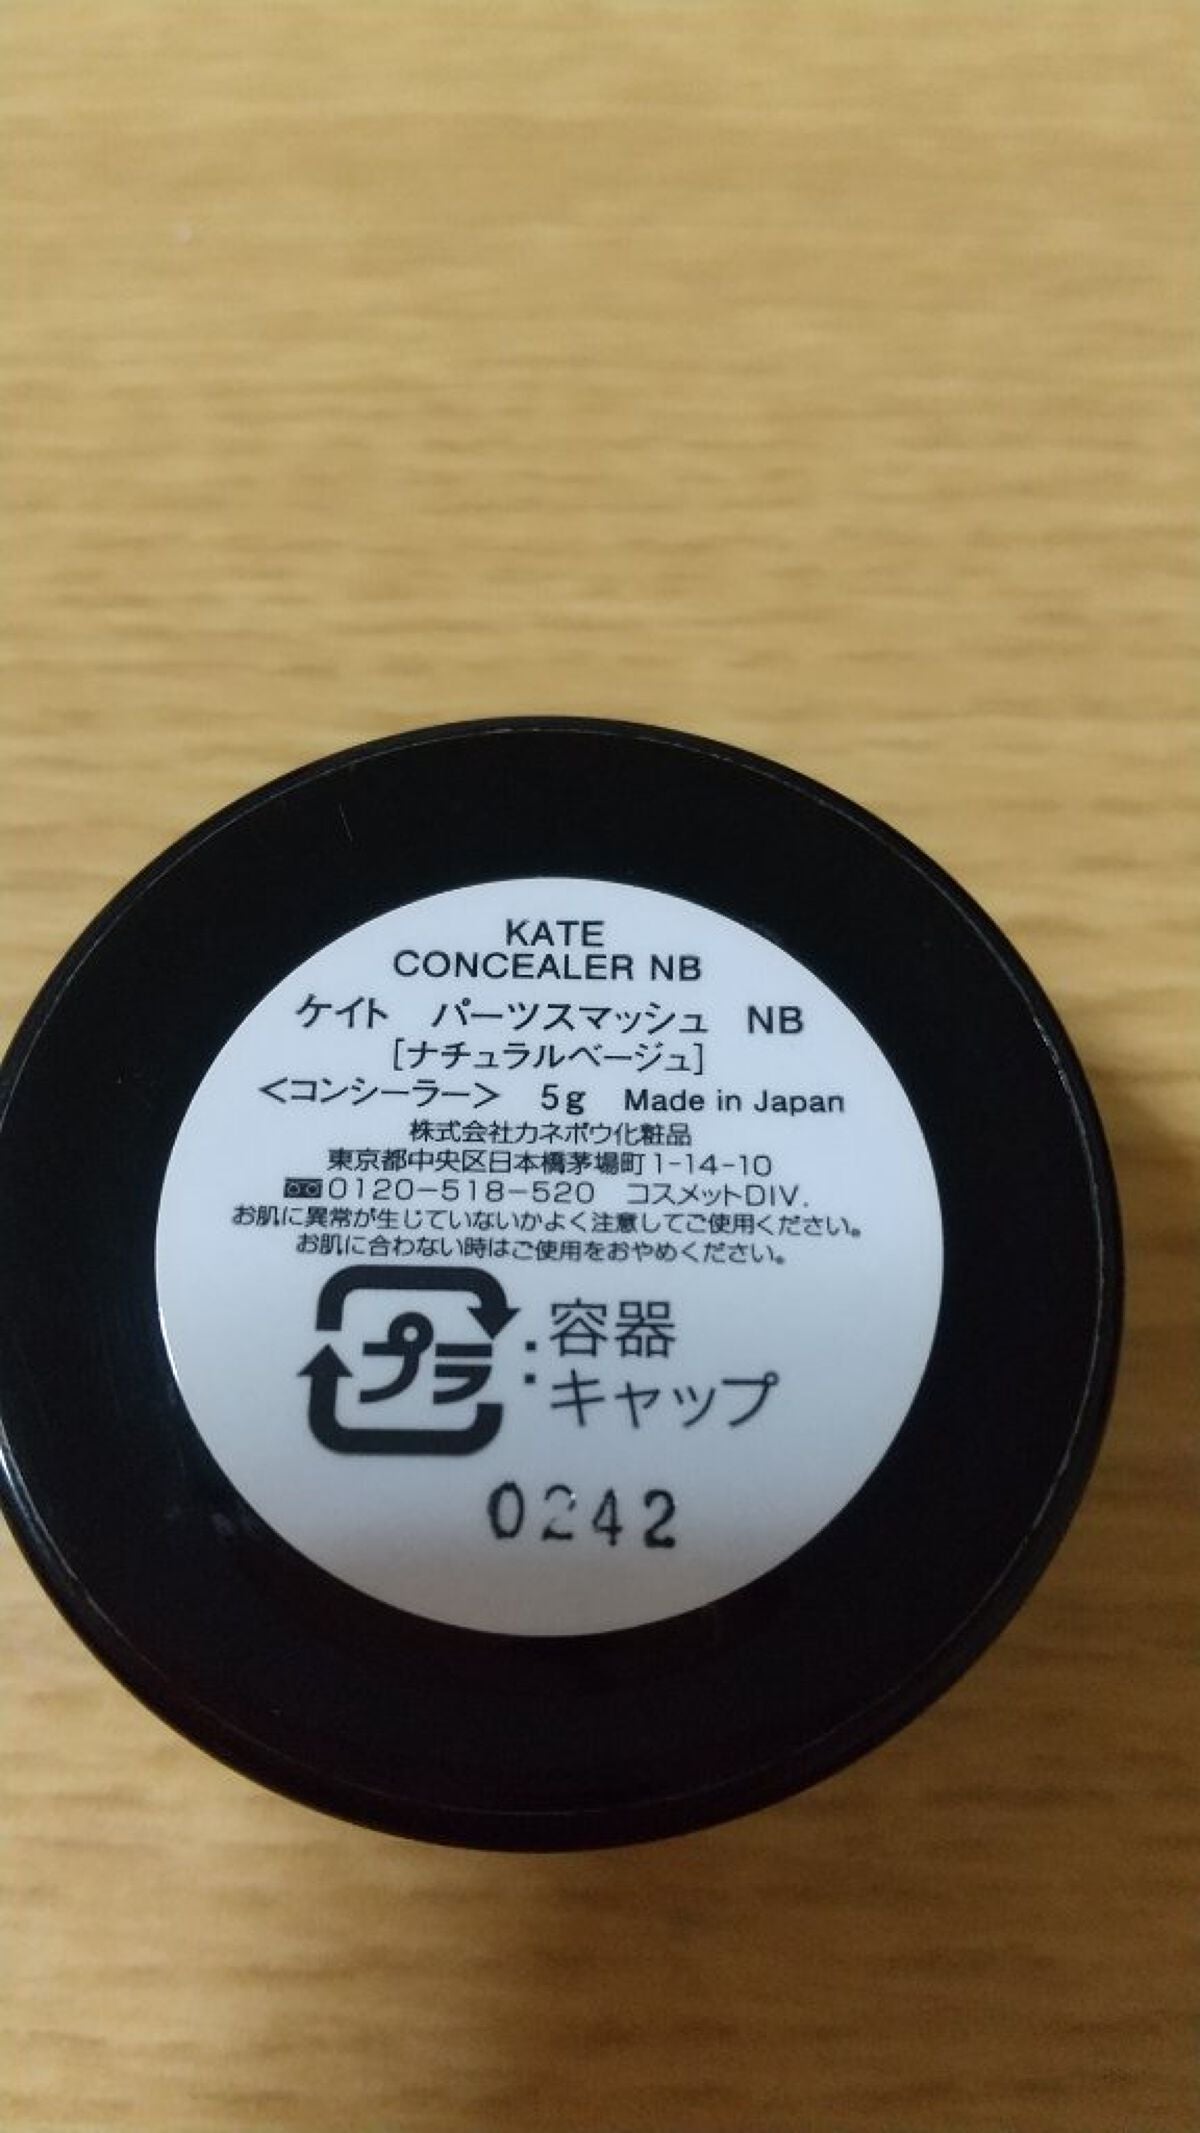 KATE
CONCEALER NB
ケイト パーツスマッシュ NB
[ナチュラルベージュ]
<コンシーラー> 5g Made in Japan
株式会社カネボウ化粧品
東京都中央区日本橋茅場町1-14-10
0120-518-520 コスメットDIV.
お肌に異常が生じていないかよく注意してご使用ください。
お肌に合わない時はご使用をおやめください。
プラ :容器
:キャップ
0242